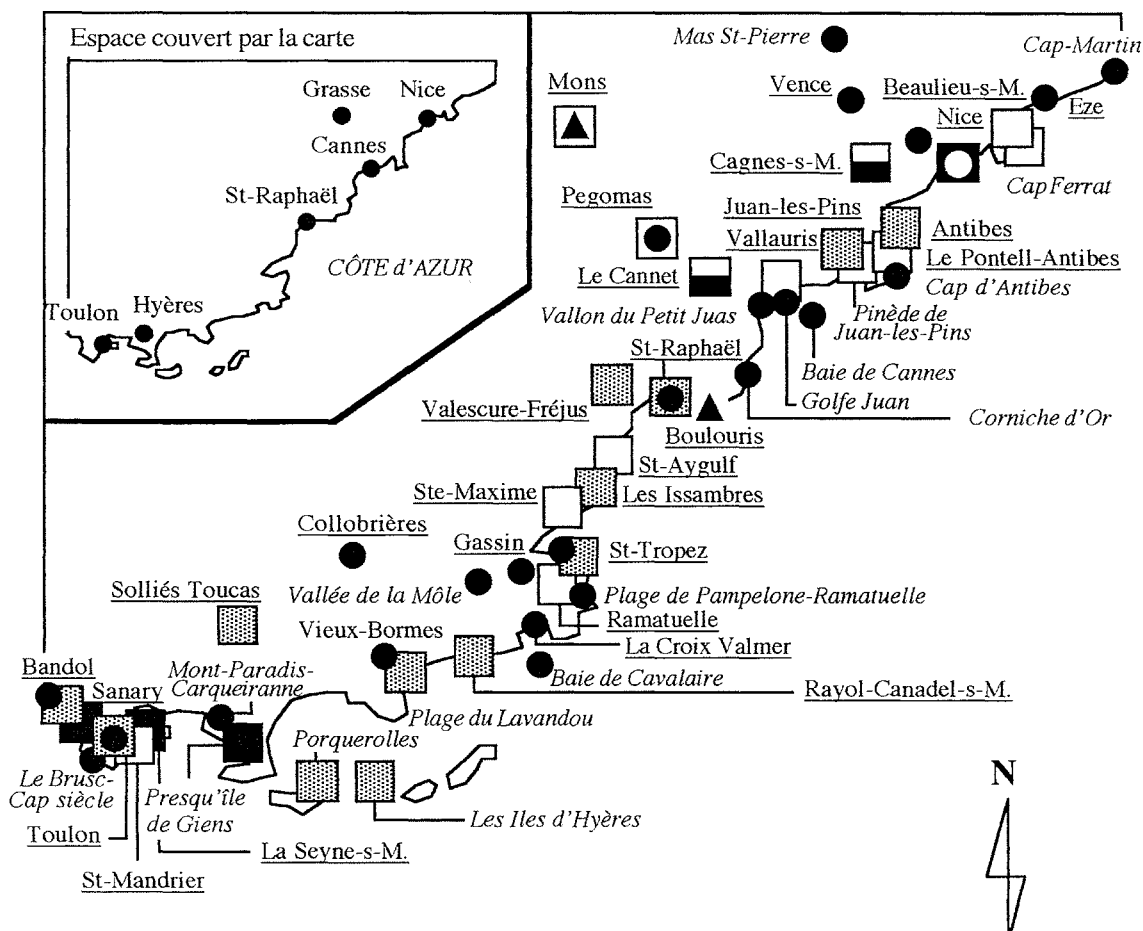 Espace couvert par la carte
Grasse
Nice
Cannes
St-Raphaël
CÔTE d'AZUR
Hyères
Toulon
Mas St-Pierre
Cap-Martin
Mons
Vence
Beaulieu-s-M.
Eze
Nice
Cagnes-s-M.
Cap Ferrat
Pegomas
Juan-les-Pins
Vallauris
Antibes
Le Pontell-Antibes
Cap d'Antibes
Le Cannet
Vallon du Petit Juas
Pinède de
Juan-les-Pins
St-Raphaël
Baie de Cannes
Golfe Juan
Corniche d'Or
Valescure-Fréjus
Boulouris
St-Aygulf
Ste-Maxime
Les Issambres
Collobrières
Gassin
St-Tropez
Vallée de la Môle
Plage de Pampelone-Ramatuelle
Solliés Toucas
Ramatuelle
Vieux-Bormes
La Croix Valmer
Bandol
Mont-Paradis-
Carqueiranne
Sanary
Baie de Cavalaire
Rayol-Canadel-s-M.
Plage du Lavandou
Porquerolles
Le Brusc-
Cap siècle
Presqu'île
de Giens
Les Iles d'Hyères
Toulon
La Seyne-s-M.
St-Mandrier
N